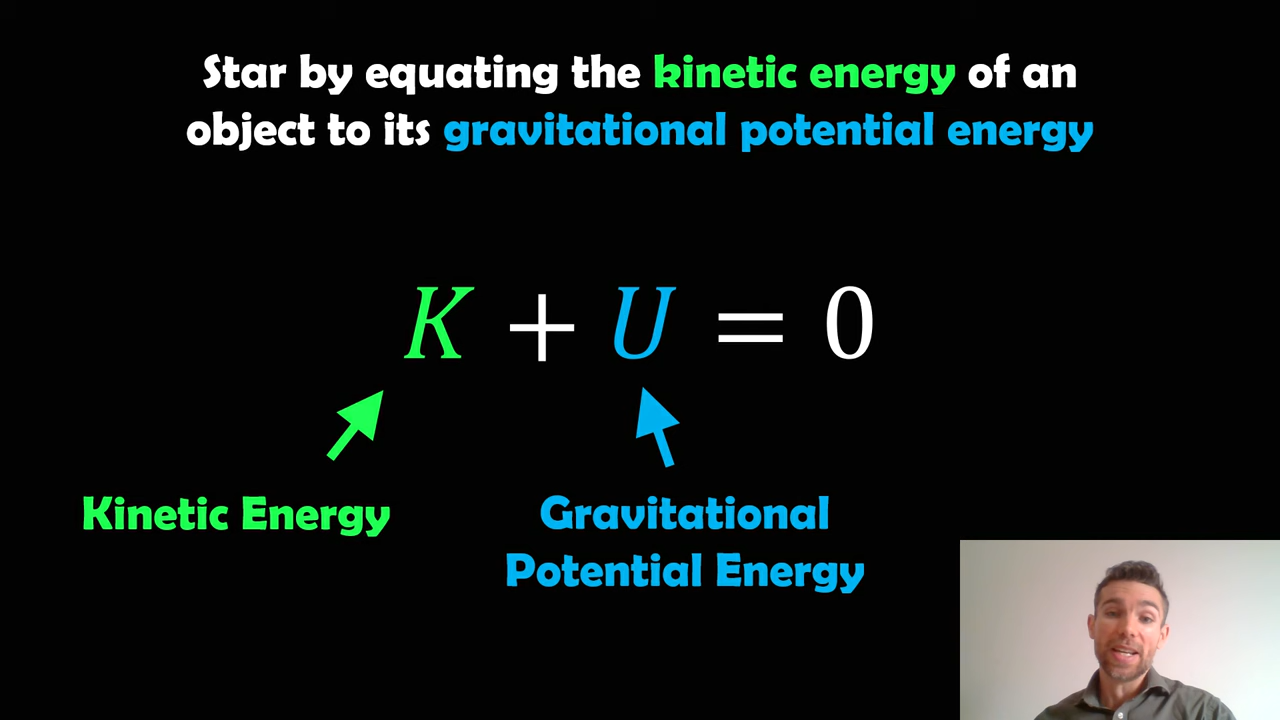 Star by equating the kinetic energy of an
object to its gravitational potential energy
K + U = 0
Kinetic Energy
Gravitational
Potential Energy